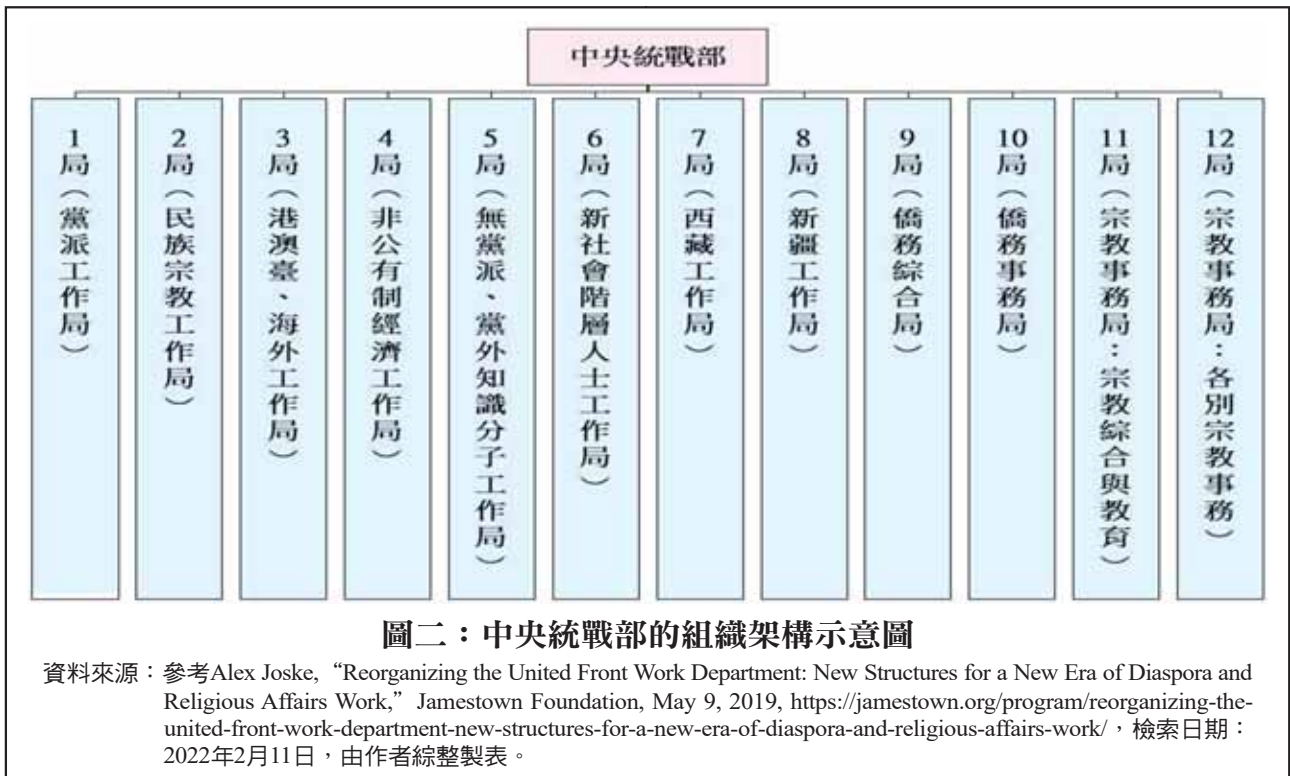 中央統戰部
1局（黨派工作局）
2局（民族宗教工作局）
3局（港澳臺、海外工作局）
4局（非公有制經濟工作局）
5局（無黨派、黨外知識分子工作局）
6局（新社會階層人士工作局）
7局（西藏工作局）
8局（新疆工作局）
9局（僑務綜合局）
10局（僑務事務局）
11局（宗教事務局：宗教綜合與教育）
12局（宗教事務局：各別宗教事務）
圖二：中央統戰部的組織架構示意圖
資料來源：參考Alex Joske,“Reorganizing the United Front Work Department: New Structures for a New Era of Diaspora and
Religious Affairs Work,” Jamestown Foundation, May 9, 2019, https://jamestown.org/program/reorganizing-the-
united-front-work-department-new-structures-for-a-new-era-of-diaspora-and-religious-affairs-work/，檢索日期：
2022年2月11日，由作者綜整製表。